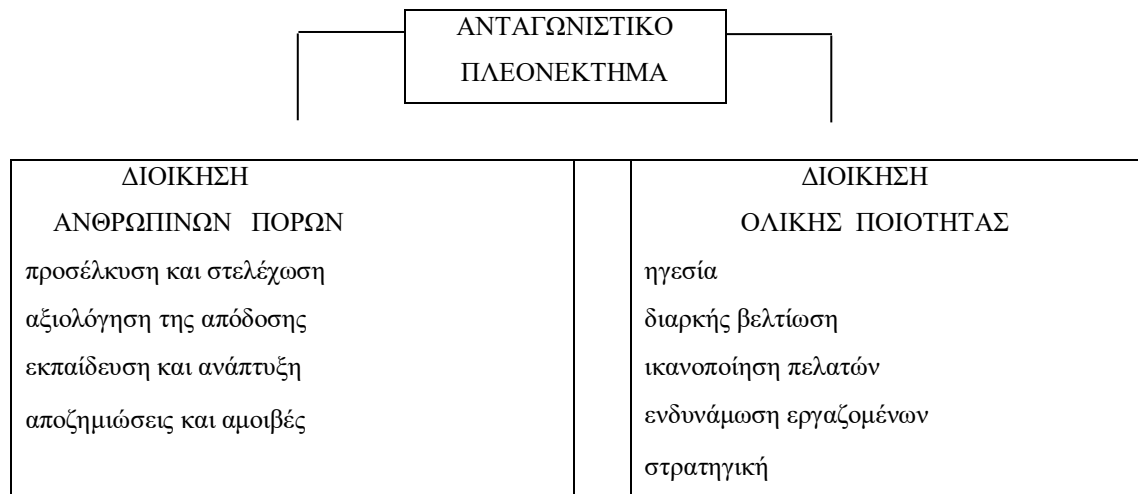 ΑΝΤΑΓΩΝΙΣΤΙΚΟ
ΠΛΕΟΝΕΚΤΗΜΑ
ΔΙΟΙΚΗΣΗ
ΑΝΘΡΩΠΙΝΩΝ ΠΟΡΩΝ
προσέλκυση και στελέχωση
αξιολόγηση της απόδοσης
εκπαίδευση και ανάπτυξη
αποζημιώσεις και αμοιβές
ΔΙΟΙΚΗΣΗ
ΟΛΙΚΗΣ ΠΟΙΟΤΗΤΑΣ
ηγεσία
διαρκής βελτίωση
ικανοποίηση πελατών
ενδυνάμωση εργαζομένων
στρατηγική